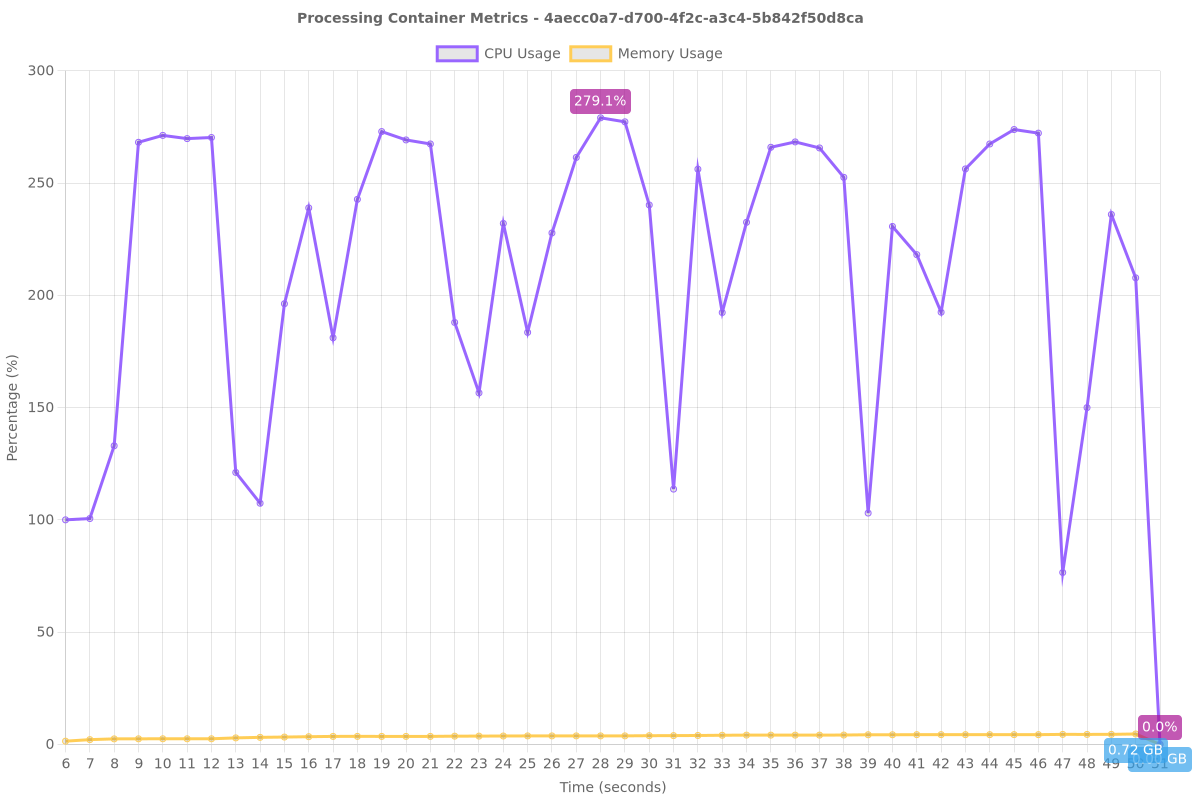 Processing Container Metrics - 4aecc0a7-d700-4f2c-a3c4-5b842f50d8ca
CPU Usage Memory Usage
300
279.1%
250
200
150
100
50
0
Percentage (%)
0.0%
0.72 GB
GB
6 7 8 9 10 11 12 13 14 15 16 17 18 19 20 21 22 23 24 25 26 27 28 29 30 31 32 33 34 35 36 37 38 39 40 41 42 43 44 45 46 47 48 49 50 51
Time (seconds)